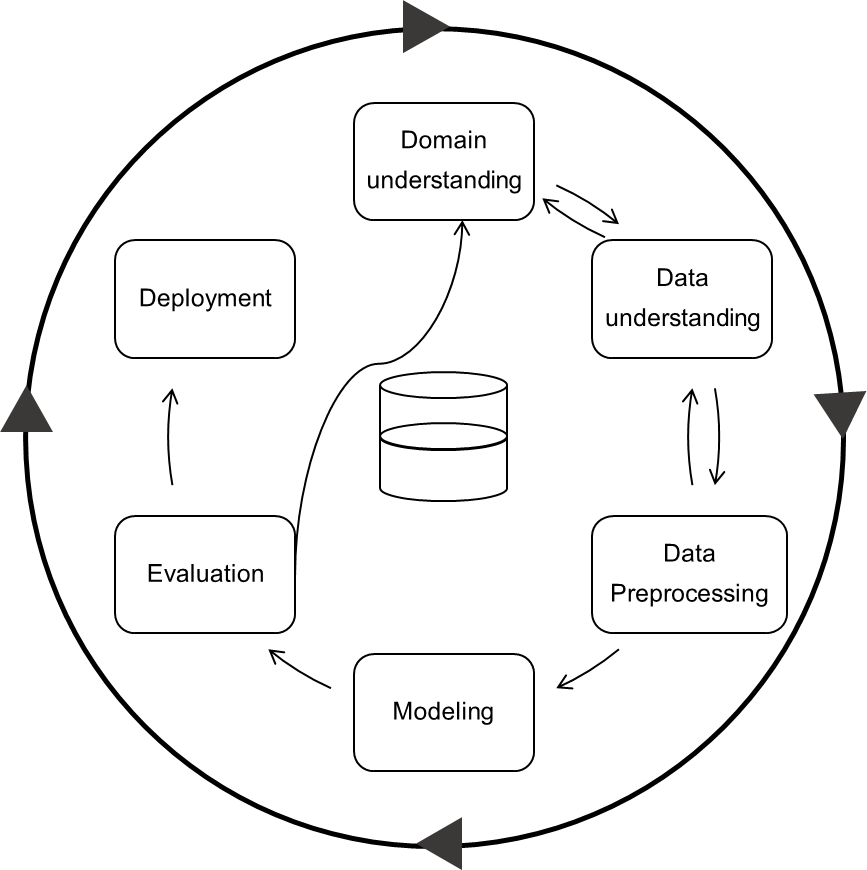 Domain
understanding
Data
understanding
Deployment
Data
Preprocessing
Evaluation
Modeling